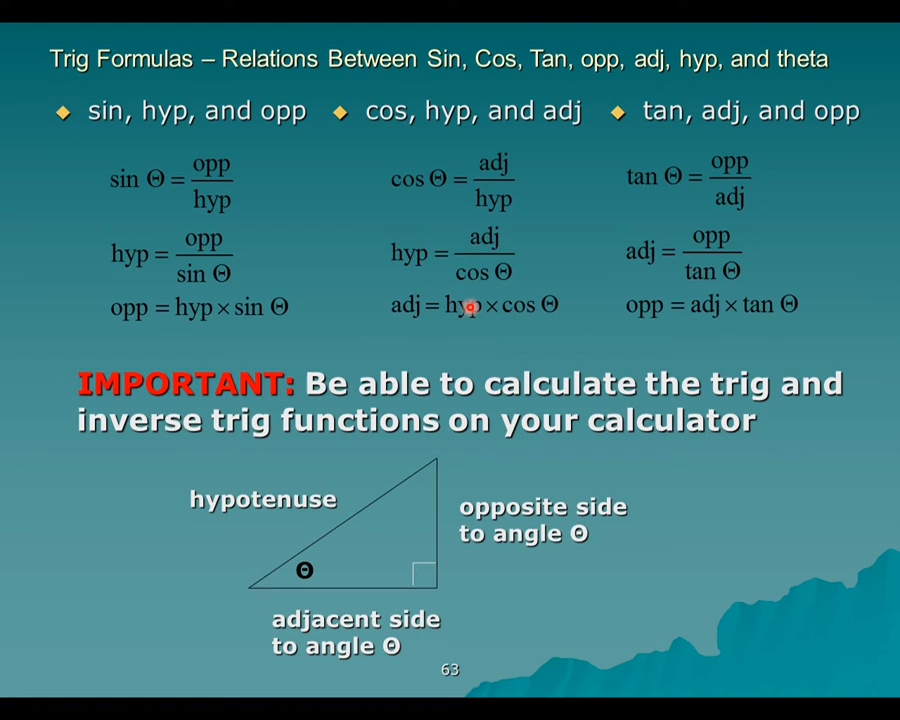 Trig Formulas – Relations Between Sin, Cos, Tan, opp, adj, hyp, and theta
sin, hyp, and opp
sin Θ = opp/hyp
hyp = opp/sin Θ
opp = hyp × sin Θ
cos, hyp, and adj
cos Θ = adj/hyp
hyp = adj/cos Θ
adj = hyp × cos Θ
tan, adj, and opp
tan Θ = opp/adj
adj = opp/tan Θ
opp = adj × tan Θ
IMPORTANT: Be able to calculate the trig and
inverse trig functions on your calculator
hypotenuse
opposite side
to angle Θ
Θ
adjacent side
to angle Θ
63